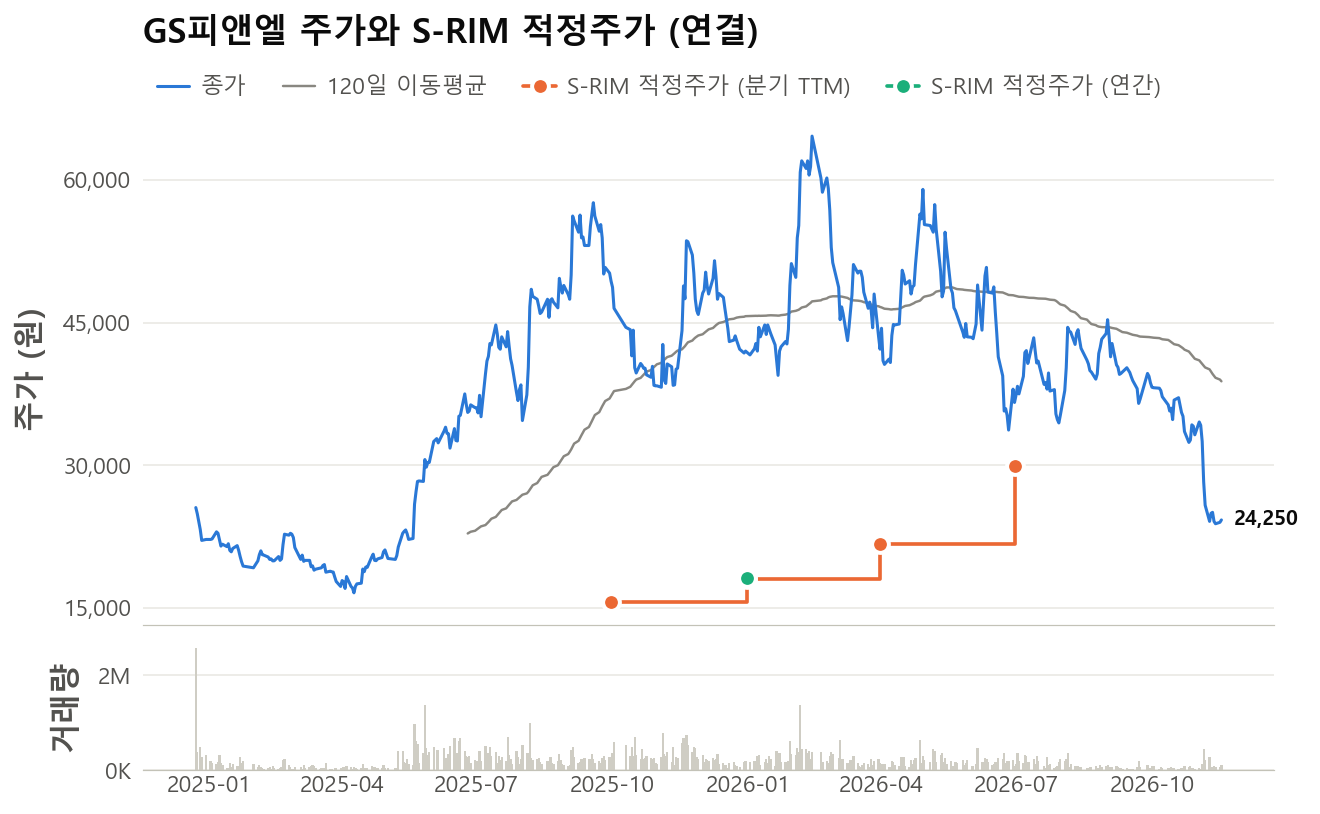 GS피앤엘 주가와 S-RIM 적정주가 (연결)
종가
120일 이동평균
S-RIM 적정주가 (분기 TTM)
S-RIM 적정주가 (연간)
주가 (원)
60,000
45,000
30,000
15,000
24,250
거래량
2M
0K
2025-01
2025-04
2025-07
2025-10
2026-01
2026-04
2026-07
2026-10